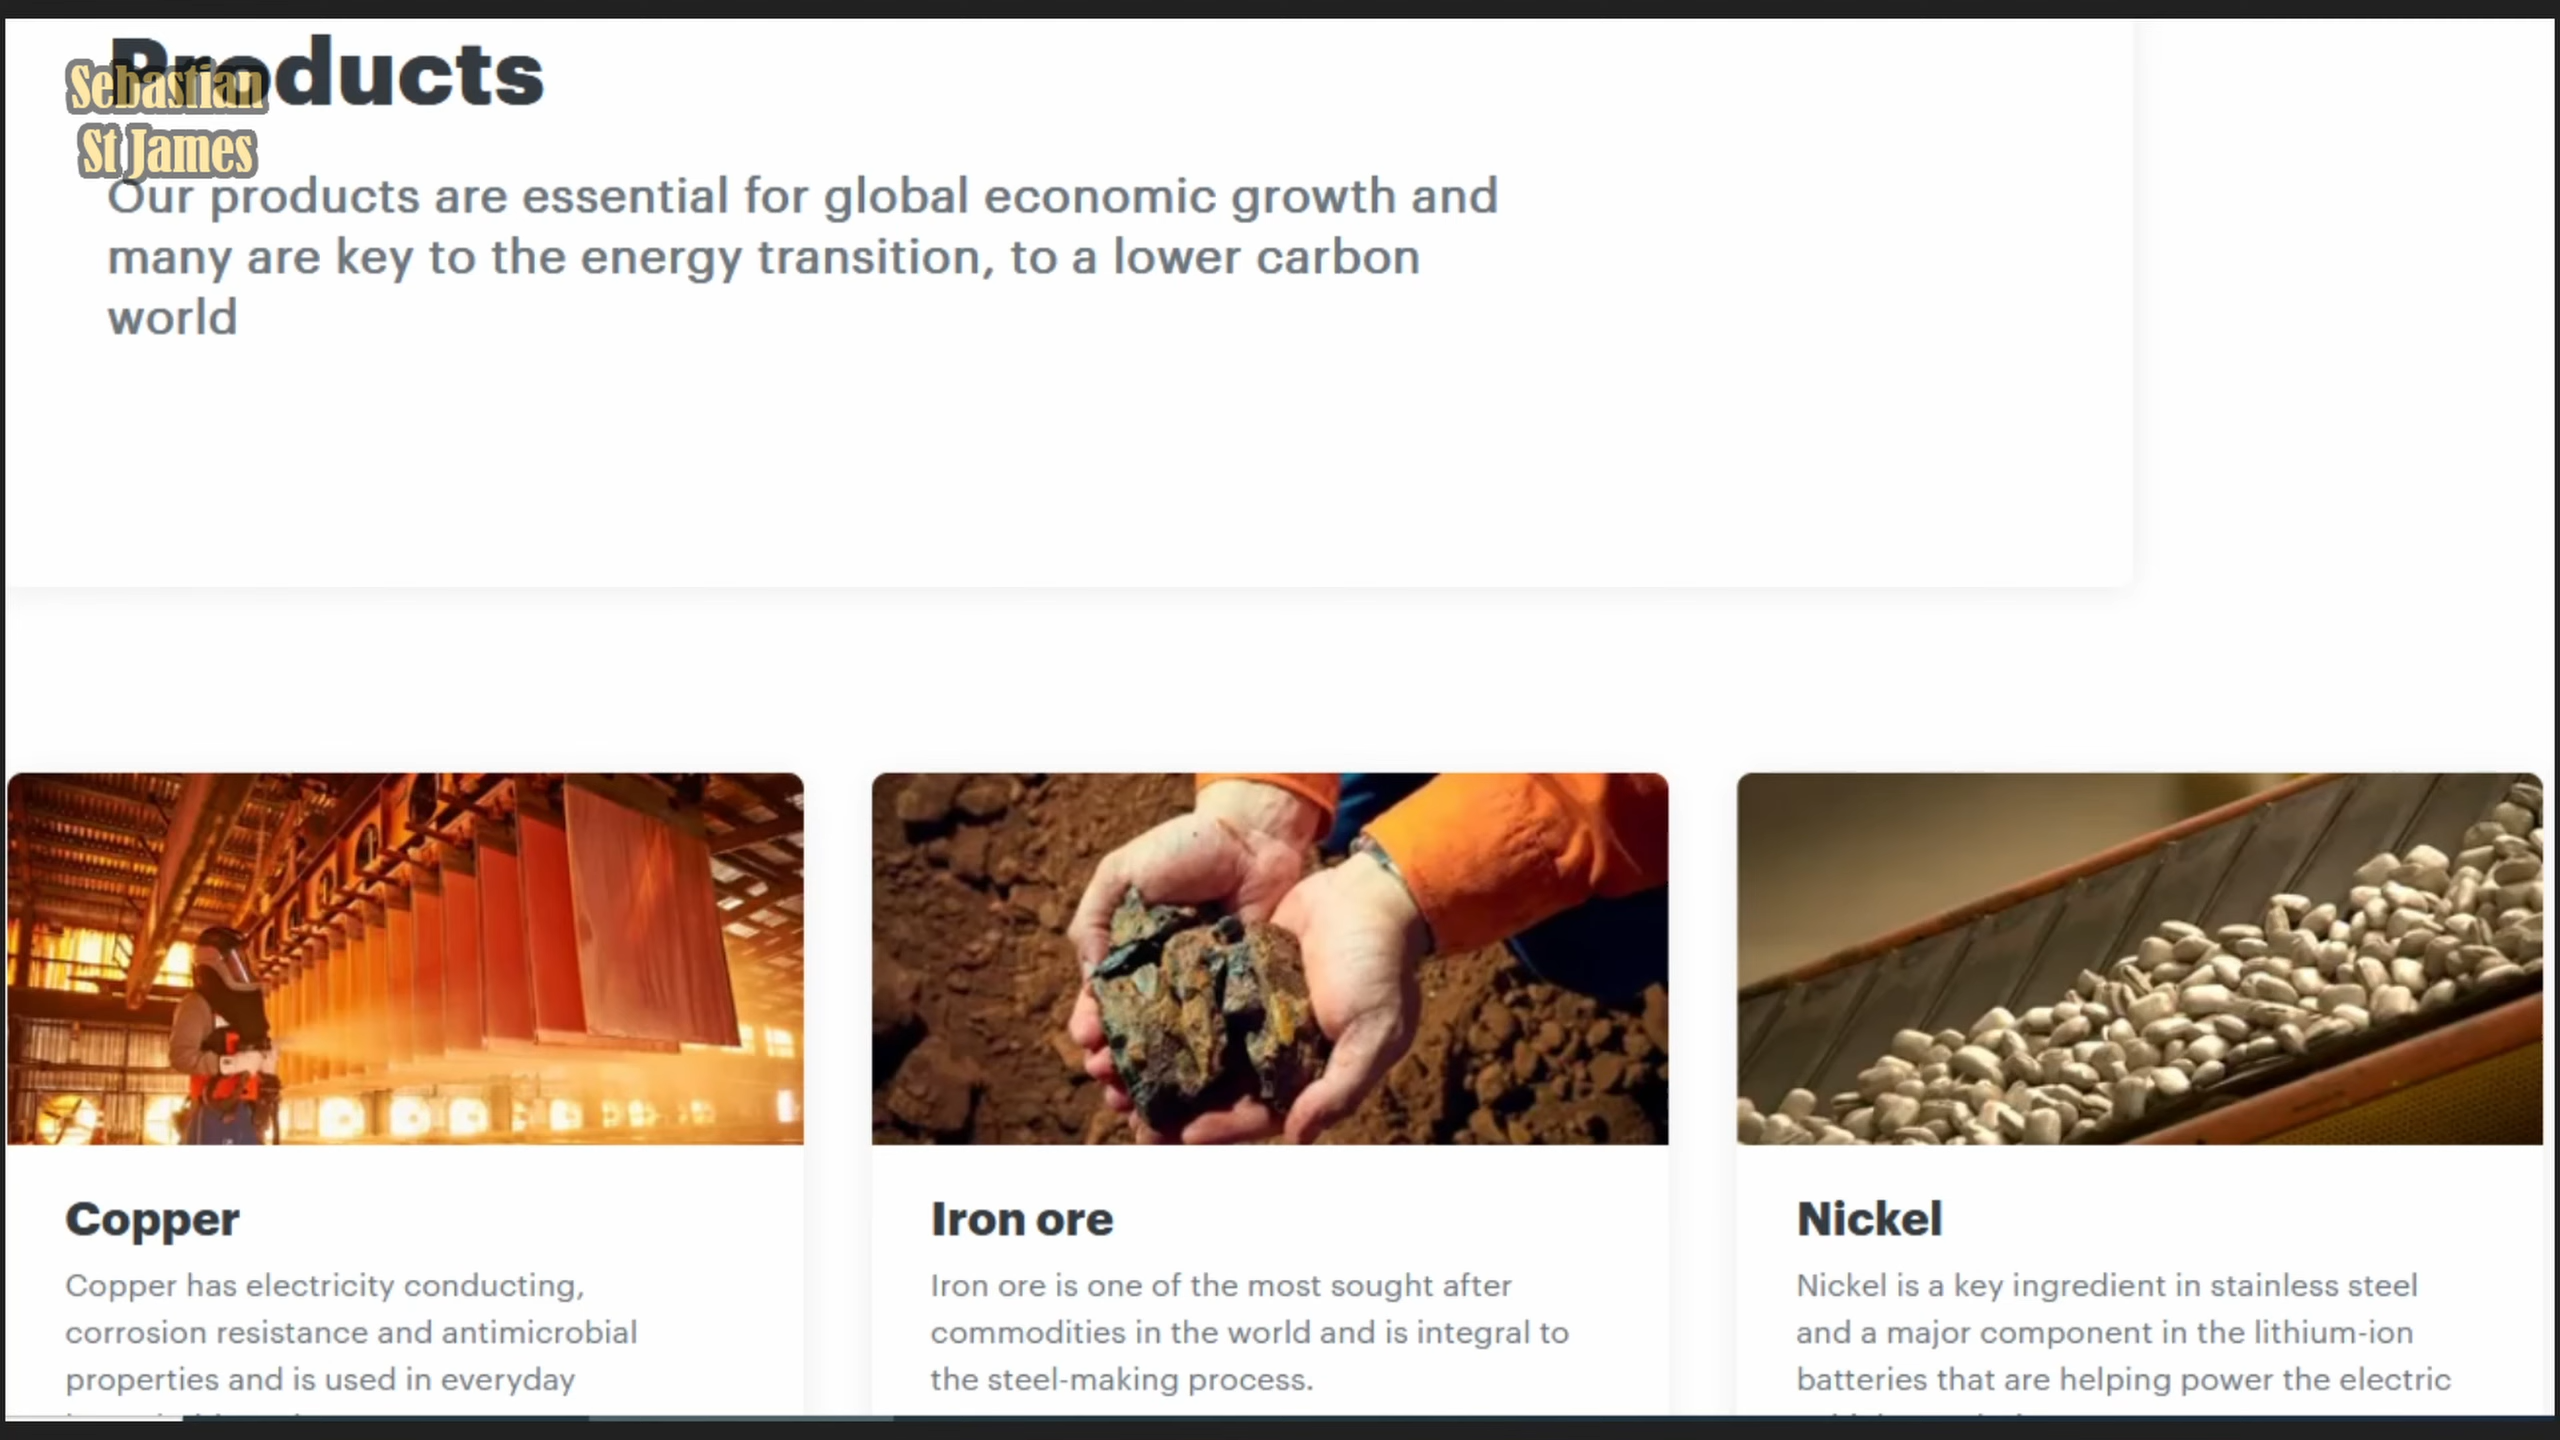 Products
Sebastian
St James
Our products are essential for global economic growth and
many are key to the energy transition, to a lower carbon
world
Copper
Copper has electricity conducting,
corrosion resistance and antimicrobial
properties and is used in everyday
Iron ore
Iron ore is one of the most sought after
commodities in the world and is integral to
the steel-making process.
Nickel
Nickel is a key ingredient in stainless steel
and a major component in the lithium-ion
batteries that are helping power the electric